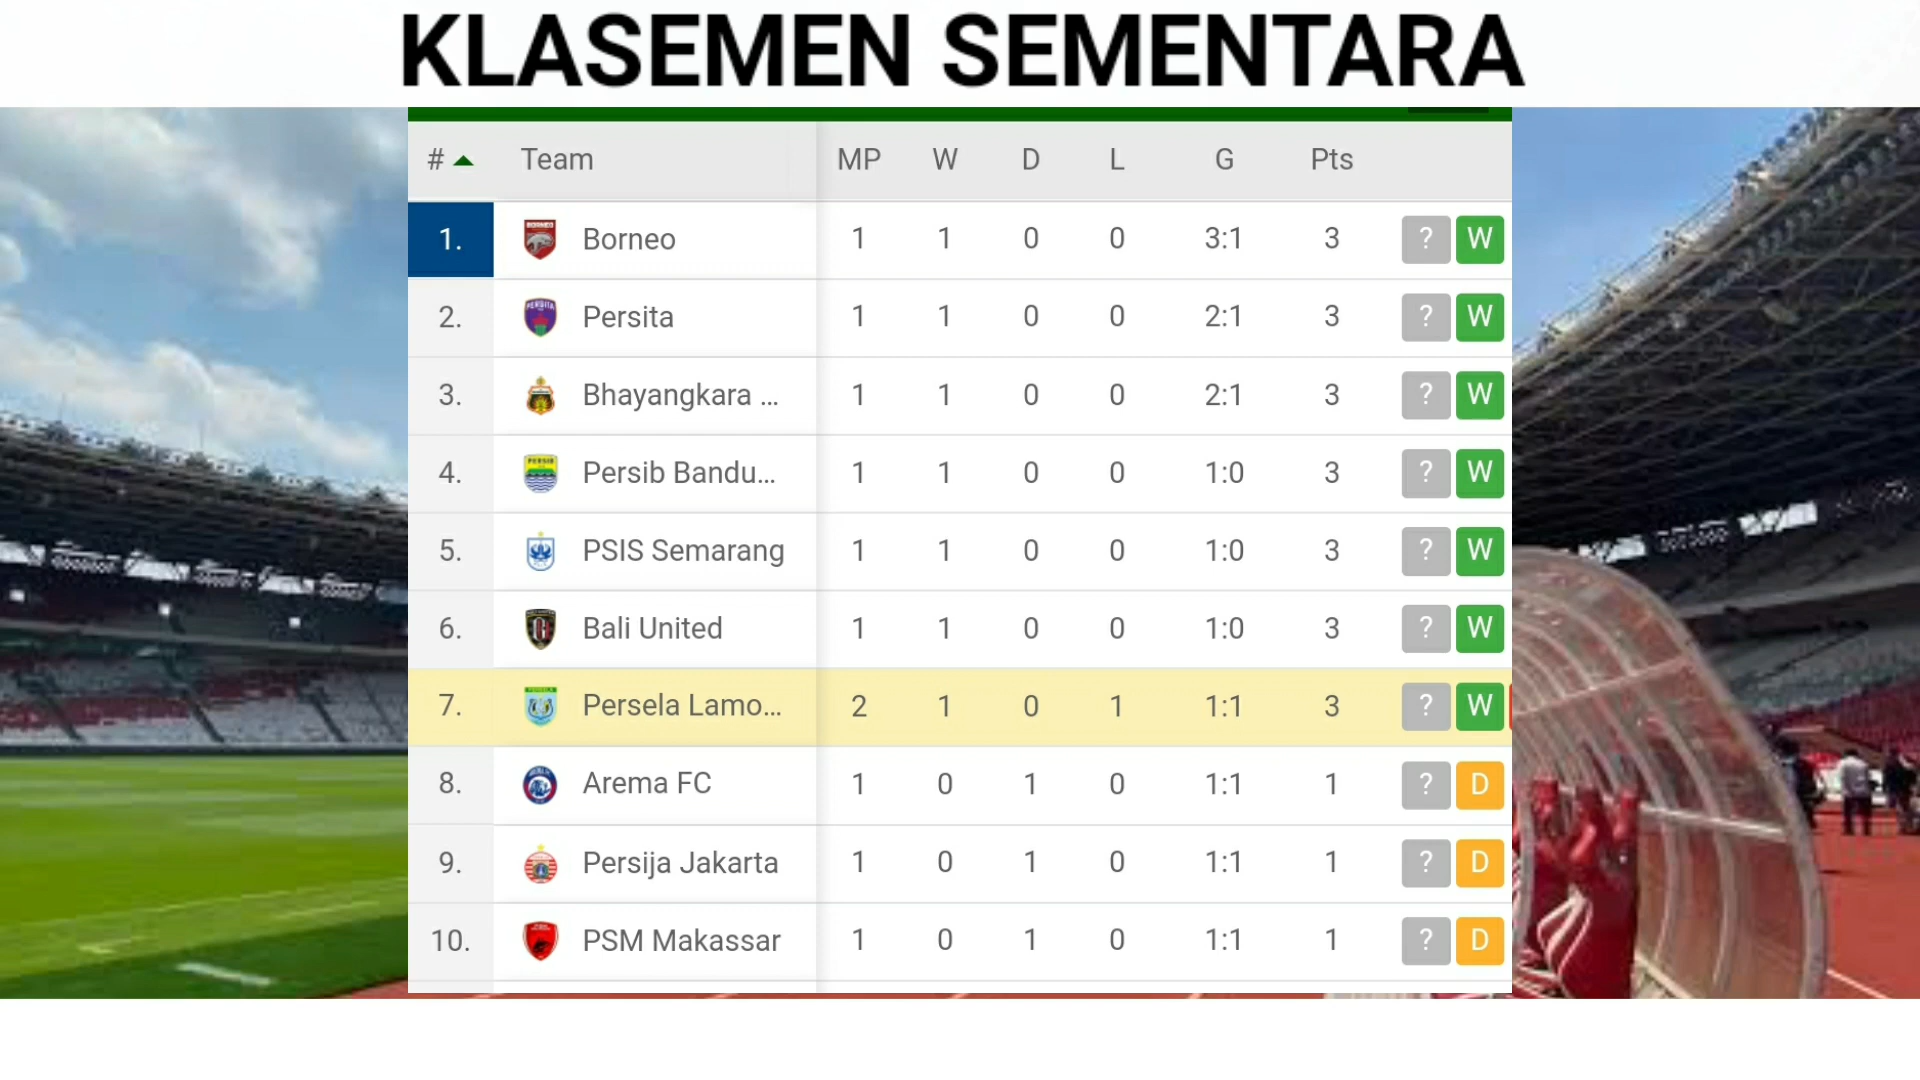 KLASEMEN SEMENTARA
# Team MP W D L G Pts
1. Borneo 1 1 0 0 3:1 3 ? W
2. Persita 1 1 0 0 2:1 3 ? W
3. Bhayangkara ... 1 1 0 0 2:1 3 ? W
4. Persib Bandu... 1 1 0 0 1:0 3 ? W
5. PSIS Semarang 1 1 0 0 1:0 3 ? W
6. Bali United 1 1 0 0 1:0 3 ? W
7. Persela Lamo... 2 1 0 1 1:1 3 ? W
8. Arema FC 1 0 1 0 1:1 1 ? D
9. Persija Jakarta 1 0 1 0 1:1 1 ? D
10. PSM Makassar 1 0 1 0 1:1 1 ? D